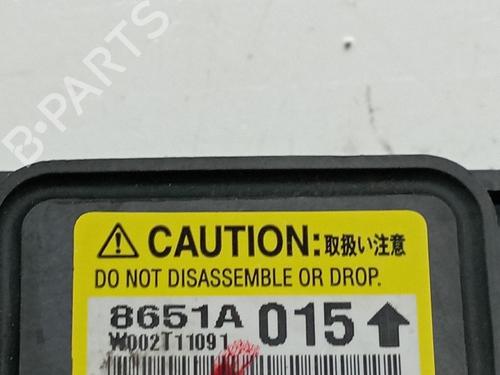 B-PARTS
CAUTION:取扱い注意
DO NOT DISASSEMBLE OR DROP.
8651A 015
W002T11091